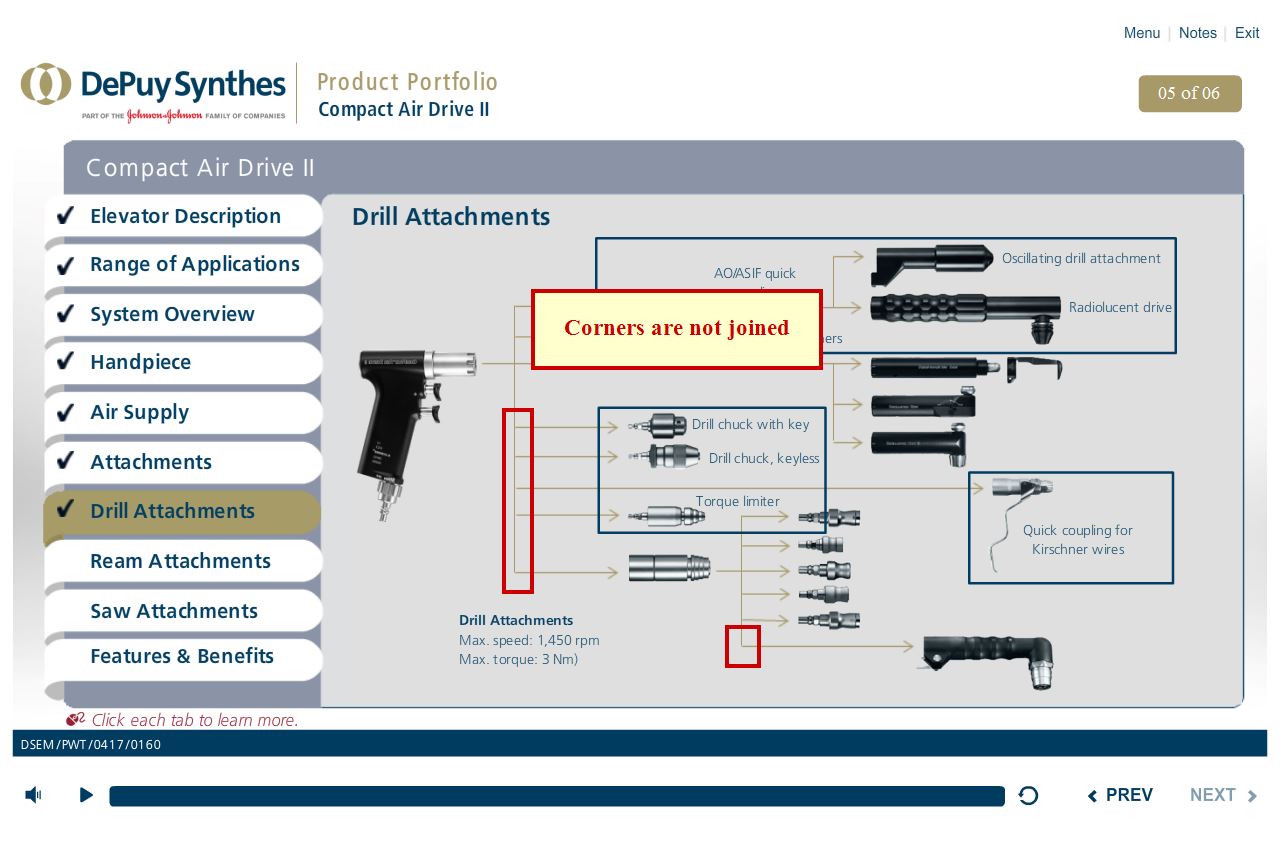 Menu | Notes | Exit
DePuy Synthes
PART OF THE Johnson & Johnson FAMILY OF COMPANIES
Product Portfolio
Compact Air Drive II
05 of 06
Compact Air Drive II
Elevator Description
Range of Applications
System Overview
Handpiece
Air Supply
Attachments
Drill Attachments
Ream Attachments
Saw Attachments
Features & Benefits
Click each tab to learn more.
Drill Attachments
AO/ASIF quick
Oscillating drill attachment
Radiolucent drive
Corners are not joined
Drill chuck with key
Drill chuck, keyless
Torque limiter
Quick coupling for
Kirschner wires
Drill Attachments
Max. speed: 1,450 rpm
Max. torque: 3 Nm)
DSEM/PWT/0417/0160
PREV
NEXT